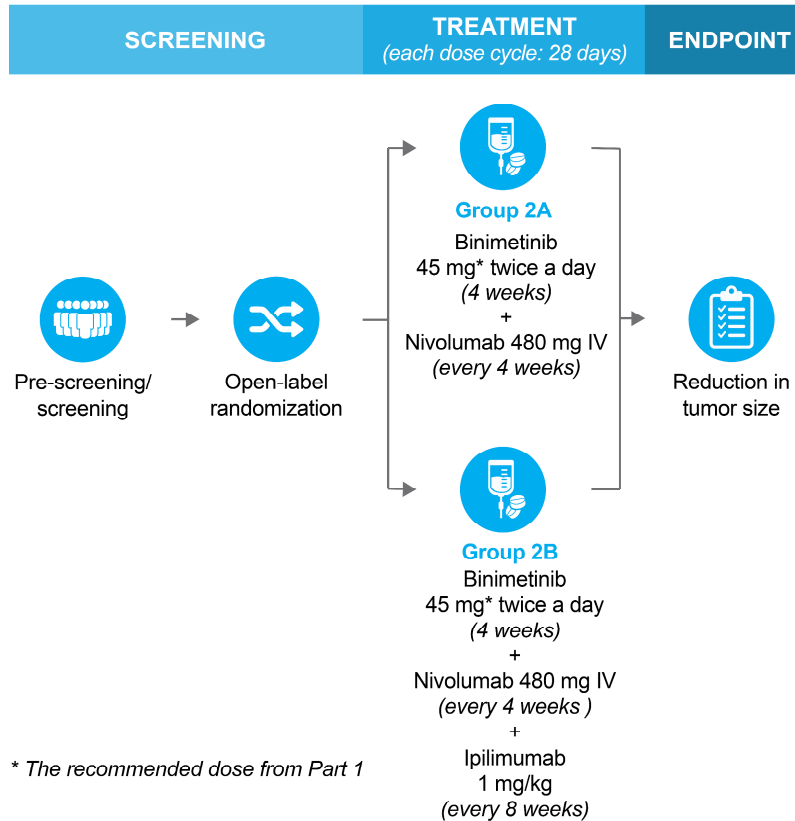 SCREENING
TREATMENT
(each dose cycle: 28 days)
ENDPOINT
Pre-screening/
screening
Open-label
randomization
Group 2A
Binimetinib
45 mg* twice a day
(4 weeks)
+
Nivolumab 480 mg IV
(every 4 weeks)
Group 2B
Binimetinib
45 mg* twice a day
(4 weeks)
+
Nivolumab 480 mg IV
(every 4 weeks )
+
Ipilimumab
1 mg/kg
(every 8 weeks)
Reduction in
tumor size
* The recommended dose from Part 1